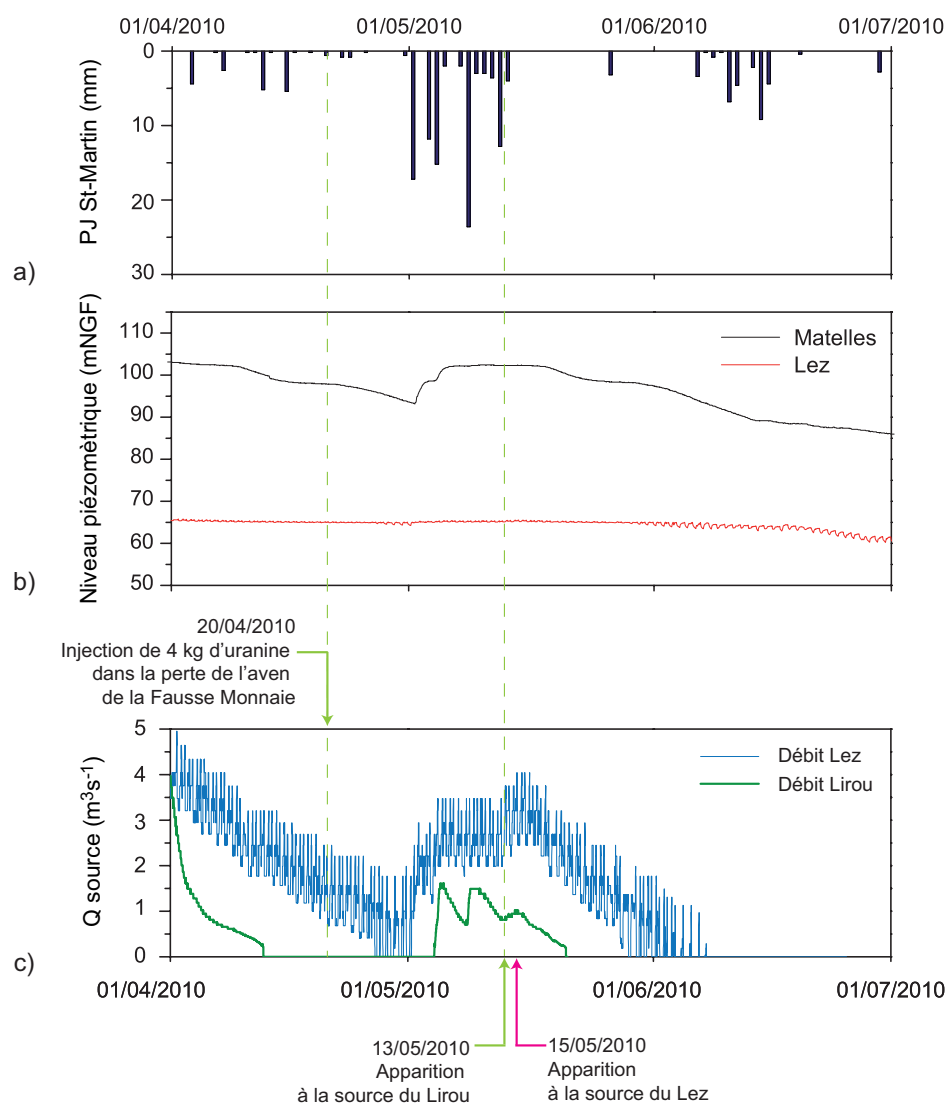 01/04/2010 01/05/2010 01/06/2010 01/07/2010
0
10
20
30
PJ St-Martin (mm)
a)
110
100
90
80
70
60
50
Niveau piézomètrique (mNGF)
Matelles
Lez
b)
20/04/2010
Injection de 4 kg d'uranine
dans la perte de l'aven
de la Fausse Monnaie
5
4
3
2
1
0
Q source (m³s⁻¹)
Débit Lez
Débit Lirou
c)
01/04/2010 01/05/2010 01/06/2010 01/07/2010
13/05/2010
Apparition
à la source du Lirou
15/05/2010
Apparition
à la source du Lez